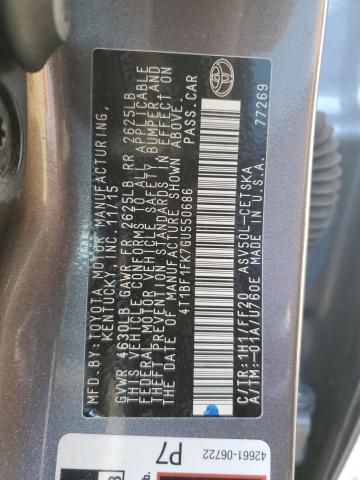 MFD.BY:TOYOTA MOTOR MANUFACTURING,
KENTUCKY, INC. 11/15
GVWR 4630LB GAWR FR 2625LB RR 2625LB
THIS VEHICLE CONFORMS TO ALL APPLICABLE
FEDERAL MOTOR VEHICLE SAFETY, BUMPER, AND
THEFT PREVENTION STANDARDS IN EFFECT ON
THE DATE OF MANUFACTURE SHOWN ABOVE.
4T1BF1FK7GU550686 PASS.CAR
C/TR:1H1/FF20 ASV50L-CETSKA 77269
A/TM:-01A/U760E MADE IN U.S.A.
42661-06722
P7